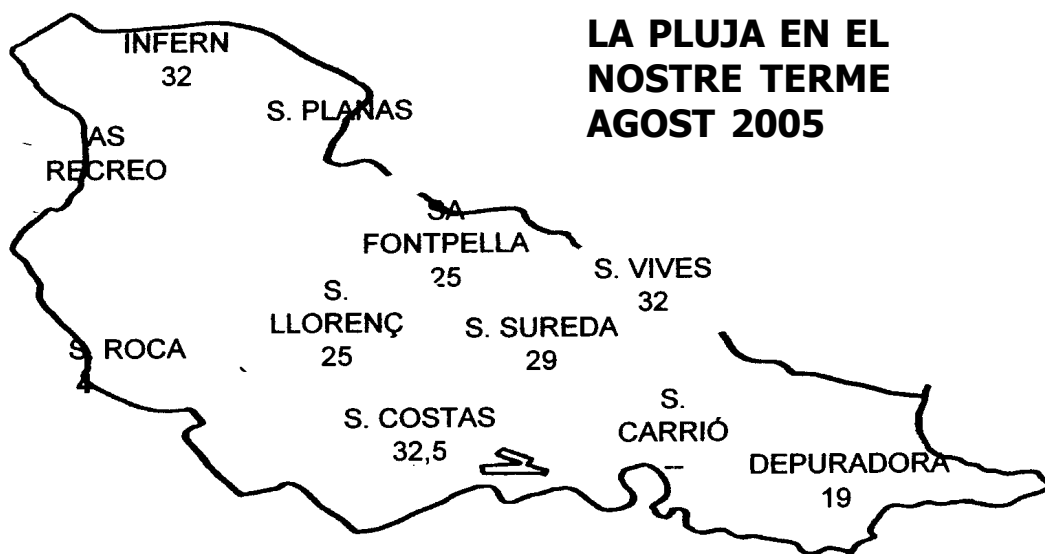 LA PLUJA EN EL
NOSTRE TERME
AGOST 2005
INFERN
32
S. PLANAS
AS
RECREO
SA
FONTPELLA
25
S. VIVES
32
S.
LLORENÇ
25
S. SUREDA
29
S. ROCA
4
S. COSTAS
32,5
S.
CARRIÓ
--
DEPURADORA
19